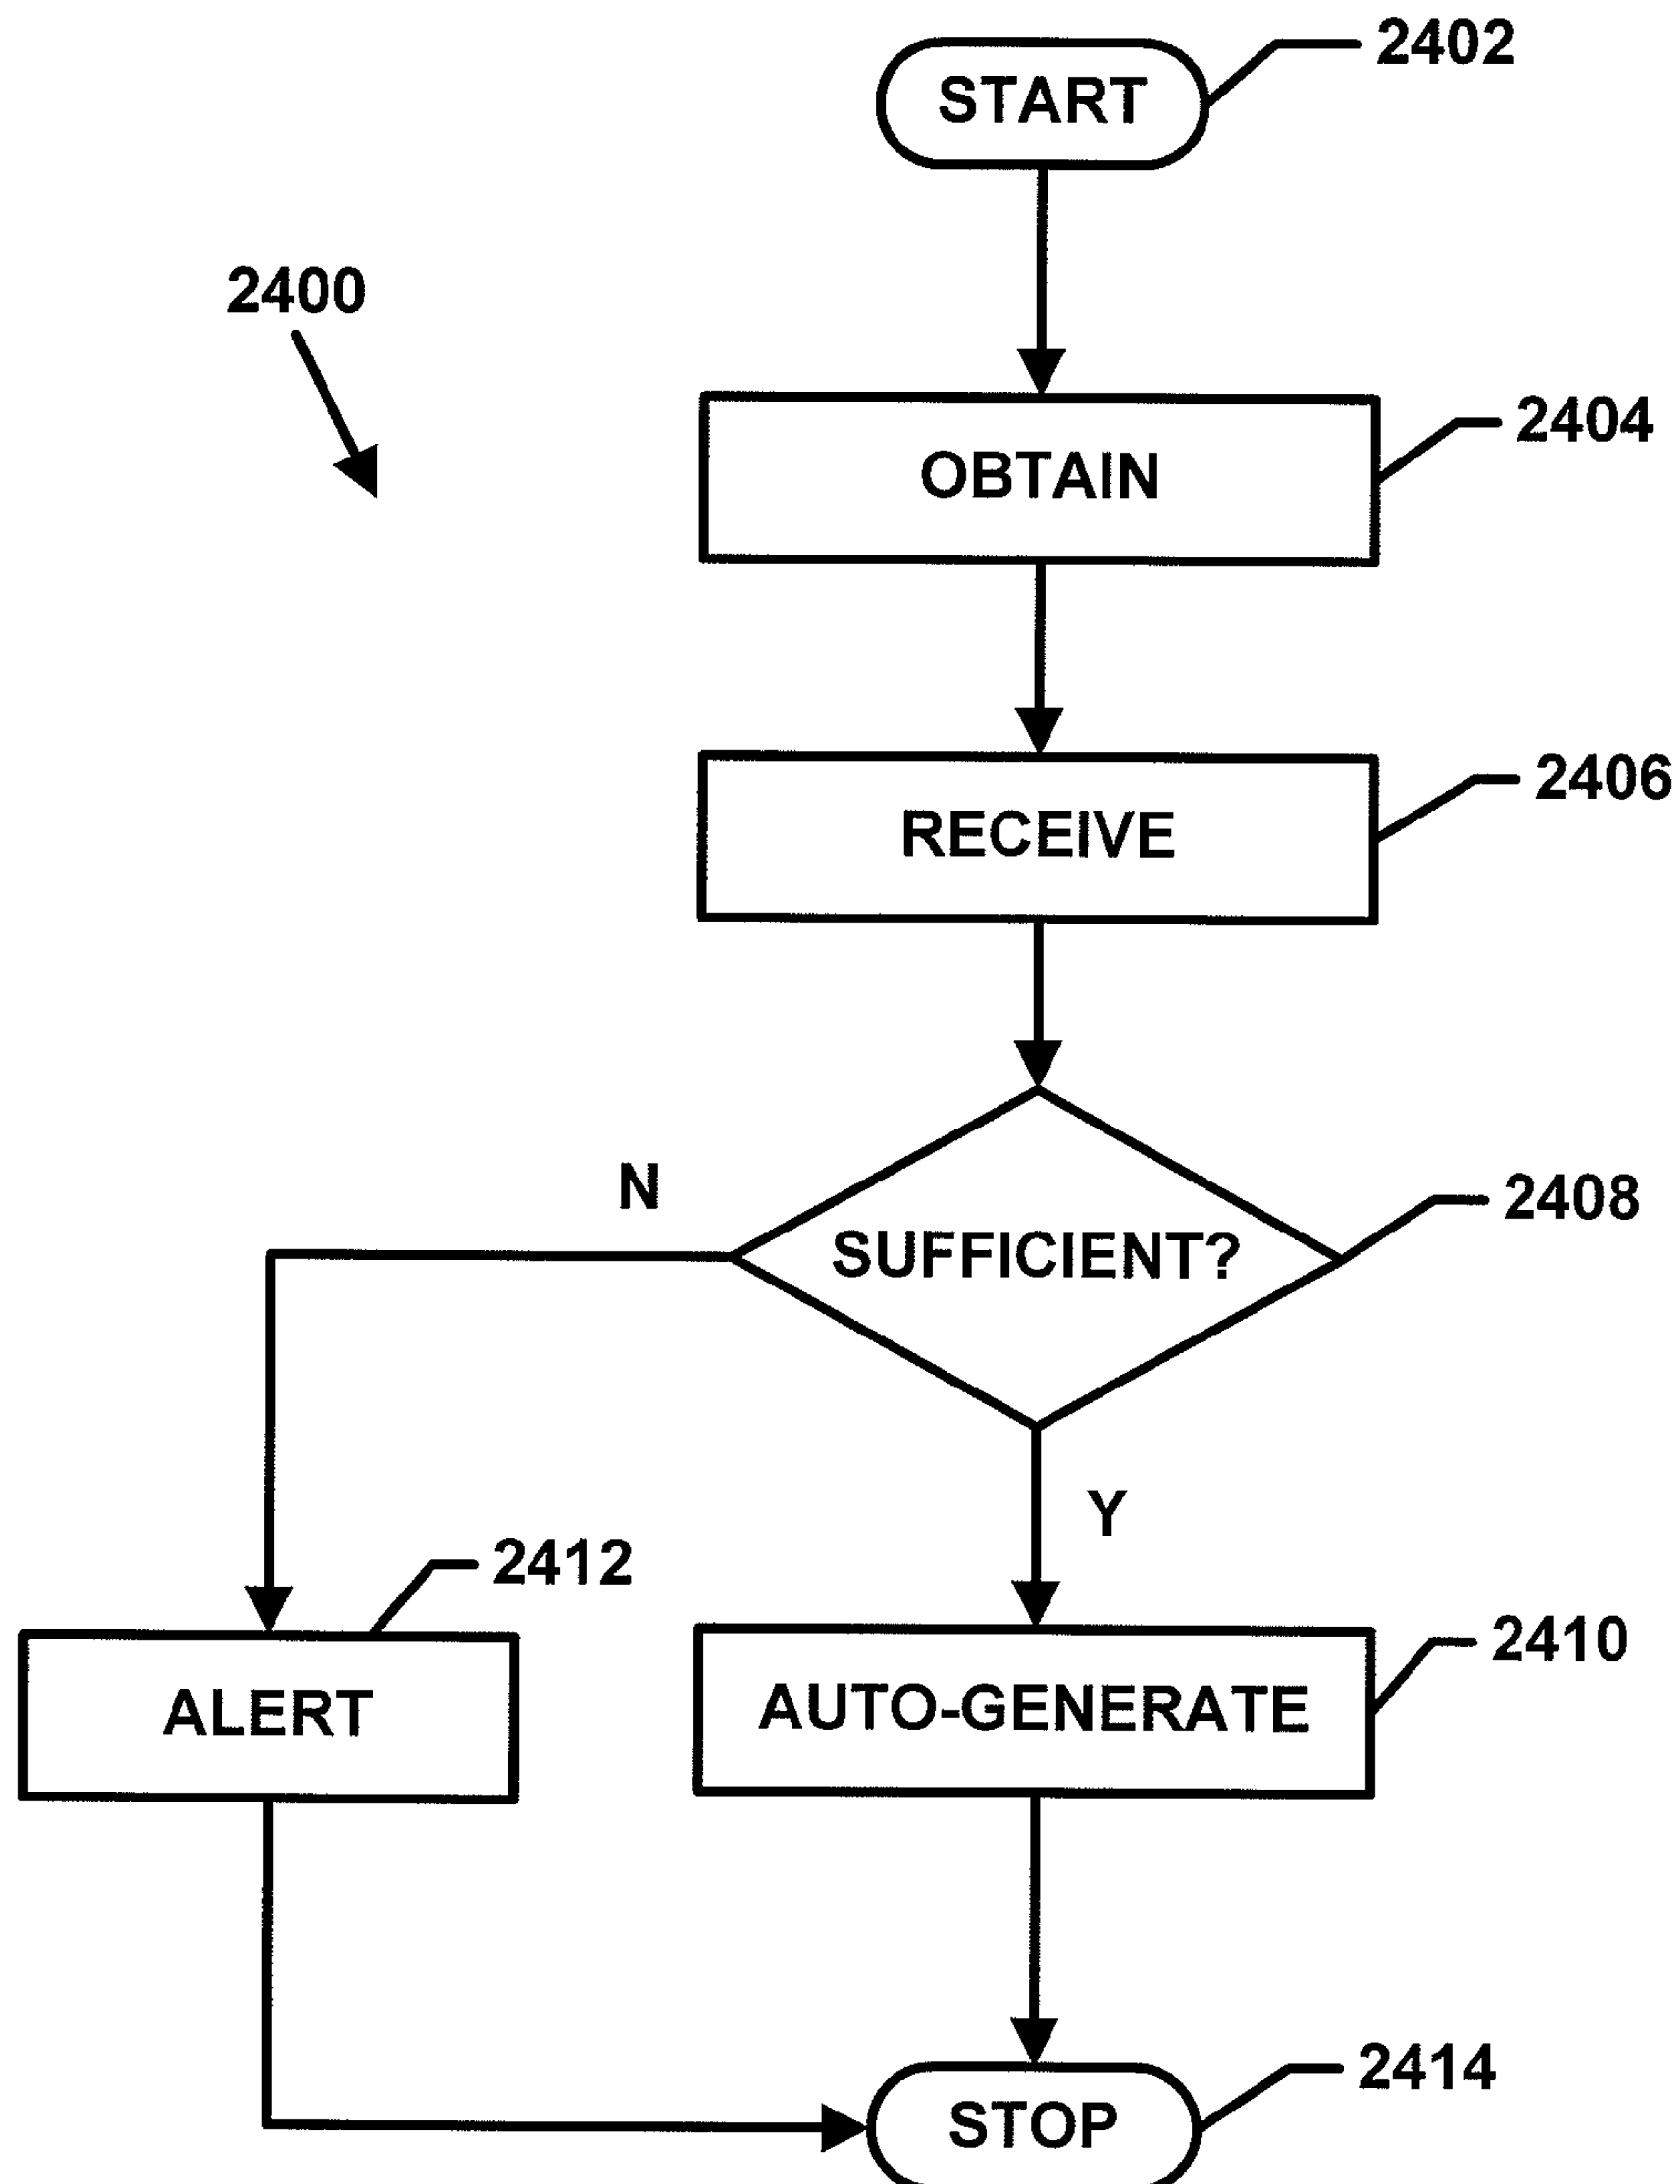 2402
START
2400
2404
OBTAIN
2406
RECEIVE
N
2408
SUFFICIENT?
Y
2412
2410
ALERT
AUTO-GENERATE
2414
STOP